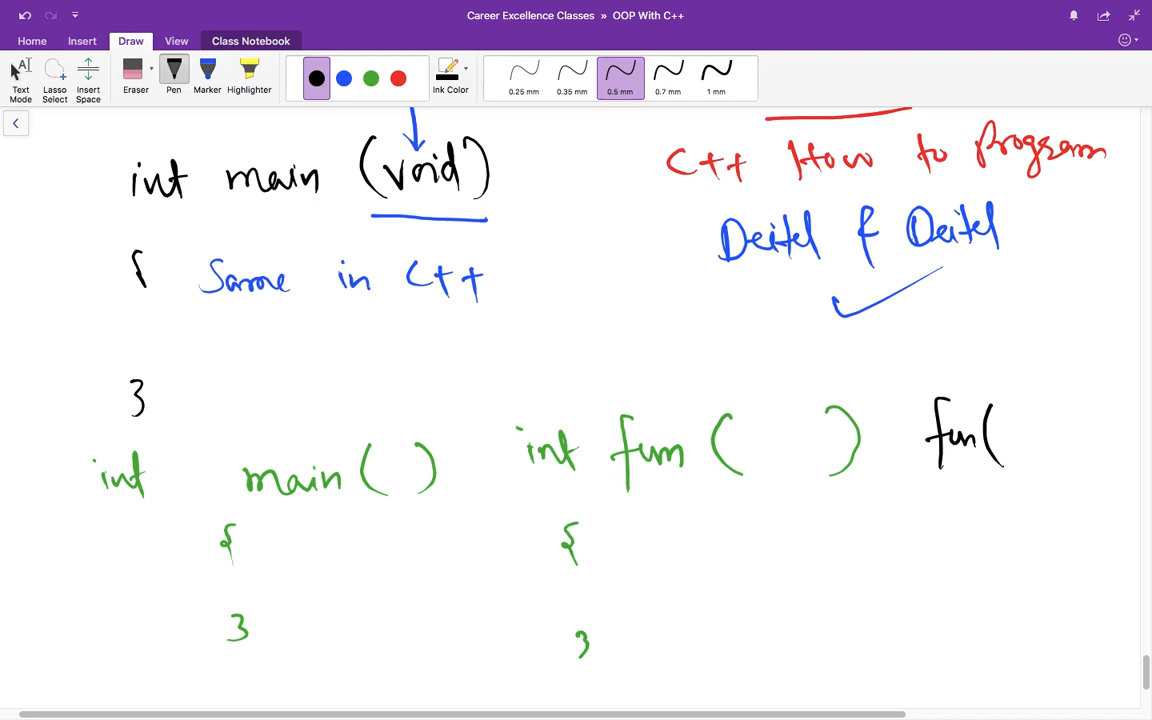 Career Excellence Classes » OOP With C++
Home Insert Draw View Class Notebook
Text Mode Lasso Select Insert Space Eraser Pen Marker Highlighter Ink Color 0.25 mm 0.35 mm 0.5 mm 0.7 mm 1 mm
int main (void)
{ Same in C++
}
C++ How to Program
Deitel & Deitel
int main ( )
{
}
int fum ( )
{
}
fun(